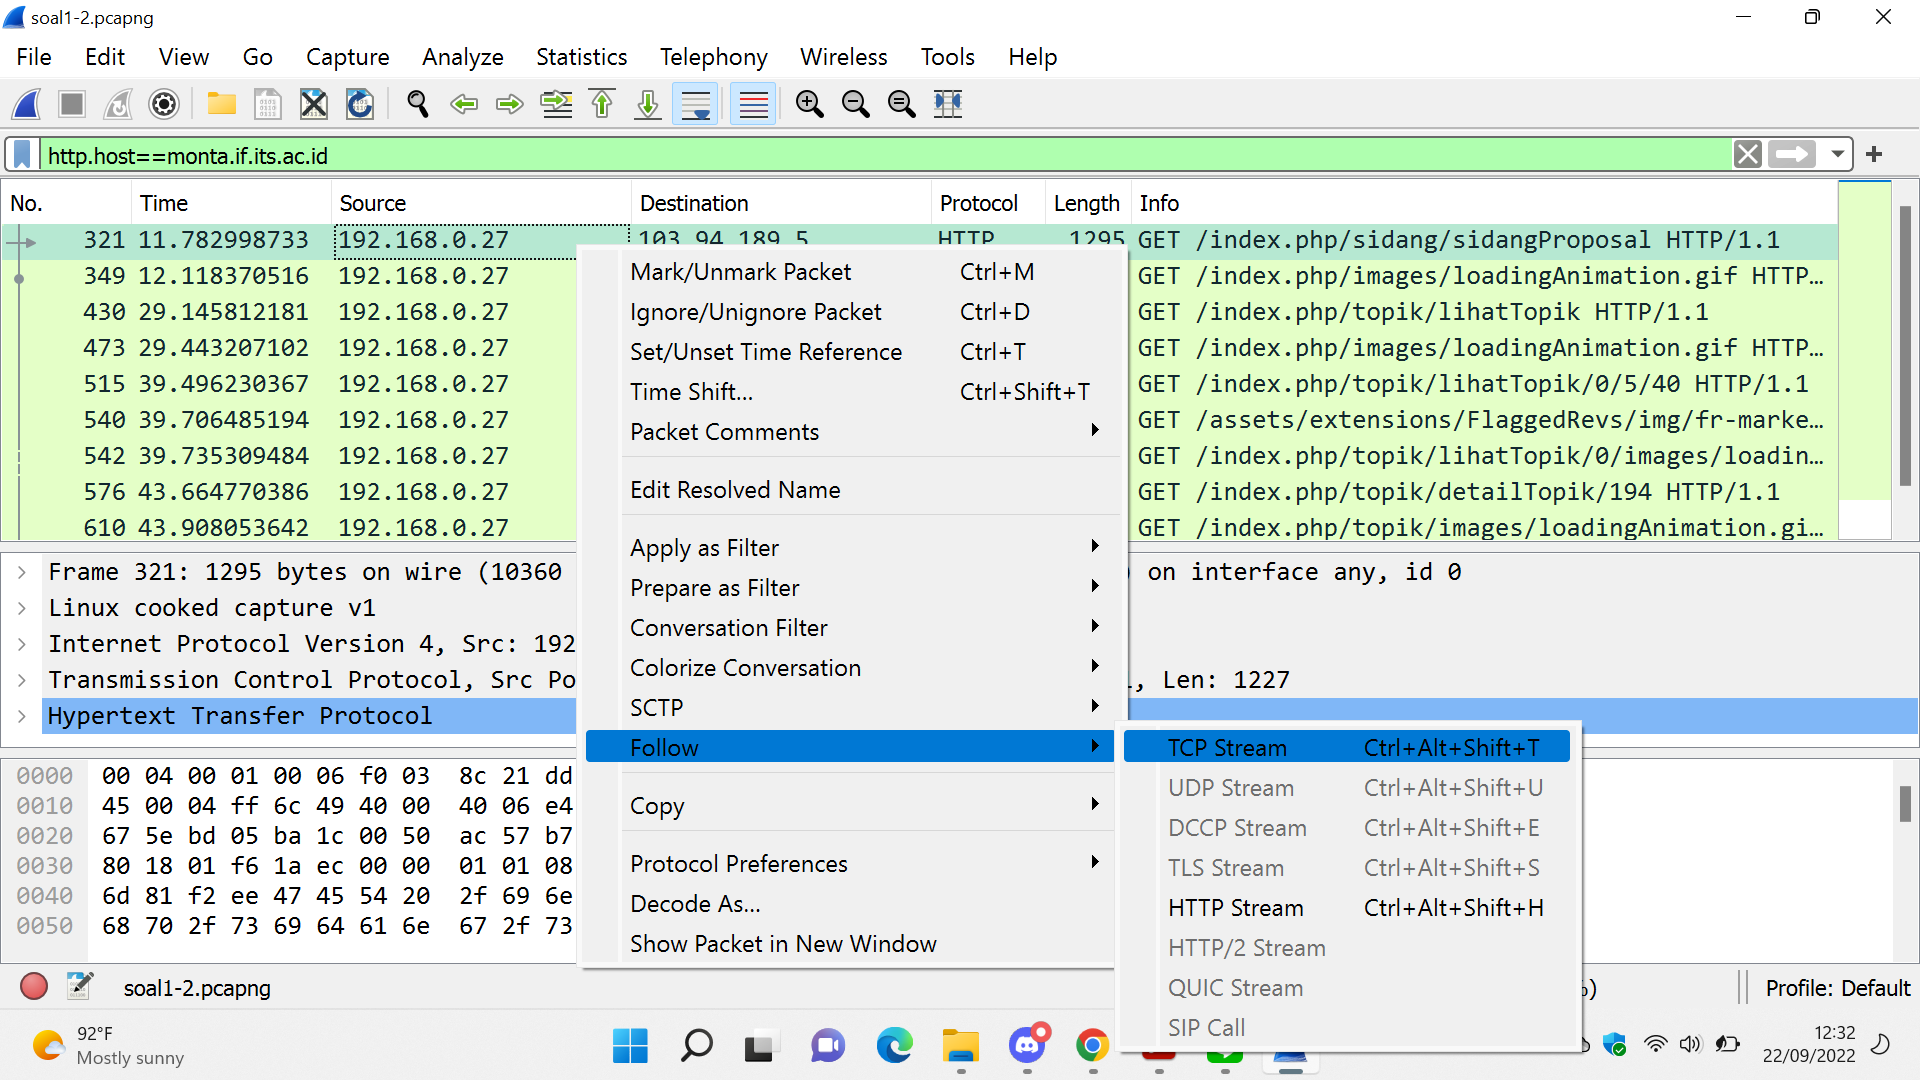 soal1-2.pcapng
File Edit View Go Capture Analyze Statistics Telephony Wireless Tools Help
http.host==monta.if.its.ac.id
No. Time Source Destination Protocol Length Info
321 11.782998733 192.168.0.27 103.94.189.5 HTTP 1295 GET /index.php/sidang/sidangProposal HTTP/1.1
349 12.118370516 192.168.0.27 GET /index.php/images/loadingAnimation.gif HTTP…
430 29.145812181 192.168.0.27 GET /index.php/topik/lihatTopik HTTP/1.1
473 29.443207102 192.168.0.27 GET /index.php/images/loadingAnimation.gif HTTP…
515 39.496230367 192.168.0.27 GET /index.php/topik/lihatTopik/0/5/40 HTTP/1.1
540 39.706485194 192.168.0.27 GET /assets/extensions/FlaggedRevs/img/fr-marke…
542 39.735309484 192.168.0.27 GET /index.php/topik/lihatTopik/0/images/loadin…
576 43.664770386 192.168.0.27 GET /index.php/topik/detailTopik/194 HTTP/1.1
610 43.908053642 192.168.0.27 GET /index.php/topik/images/loadingAnimation.gi…
Mark/Unmark Packet Ctrl+M
Ignore/Unignore Packet Ctrl+D
Set/Unset Time Reference Ctrl+T
Time Shift... Ctrl+Shift+T
Packet Comments
Edit Resolved Name
Apply as Filter
Prepare as Filter
Conversation Filter
Colorize Conversation
SCTP
Follow
Copy
Protocol Preferences
Decode As...
Show Packet in New Window
TCP Stream Ctrl+Alt+Shift+T
UDP Stream Ctrl+Alt+Shift+U
DCCP Stream Ctrl+Alt+Shift+E
TLS Stream Ctrl+Alt+Shift+S
HTTP Stream Ctrl+Alt+Shift+H
HTTP/2 Stream
QUIC Stream
SIP Call
Frame 321: 1295 bytes on wire (10360 on interface any, id 0
Linux cooked capture v1
Internet Protocol Version 4, Src: 192
Transmission Control Protocol, Src Po , Len: 1227
Hypertext Transfer Protocol
0000 00 04 00 01 00 06 f0 03 8c 21 dd
0010 45 00 04 ff 6c 49 40 00 40 06 e4
0020 67 5e bd 05 ba 1c 00 50 ac 57 b7
0030 80 18 01 f6 1a ec 00 00 01 01 08
0040 6d 81 f2 ee 47 45 54 20 2f 69 6e
0050 68 70 2f 73 69 64 61 6e 67 2f 73
soal1-2.pcapng
Profile: Default
92°F
Mostly sunny
12:32
22/09/2022